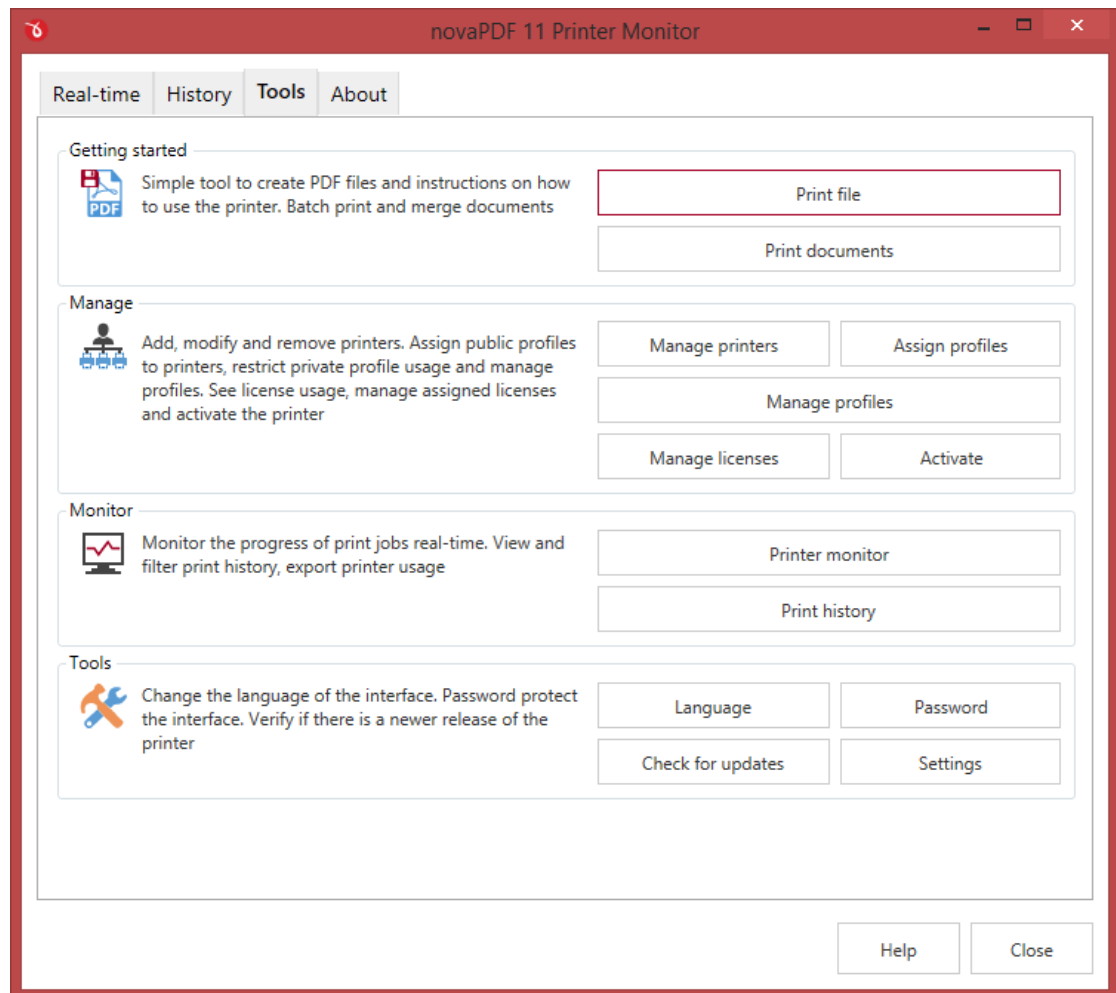 novaPDF 11 Printer Monitor
Real-time
History
Tools
About
Getting started
PDF
Simple tool to create PDF files and instructions on how
to use the printer. Batch print and merge documents
Print file
Print documents
Manage
Add, modify and remove printers. Assign public profiles
to printers, restrict private profile usage and manage
profiles. See license usage, manage assigned licenses
and activate the printer
Manage printers
Assign profiles
Manage profiles
Manage licenses
Activate
Monitor
Monitor the progress of print jobs real-time. View and
filter print history, export printer usage
Printer monitor
Print history
Tools
Change the language of the interface. Password protect
the interface. Verify if there is a newer release of the
printer
Language
Password
Check for updates
Settings
Help
Close